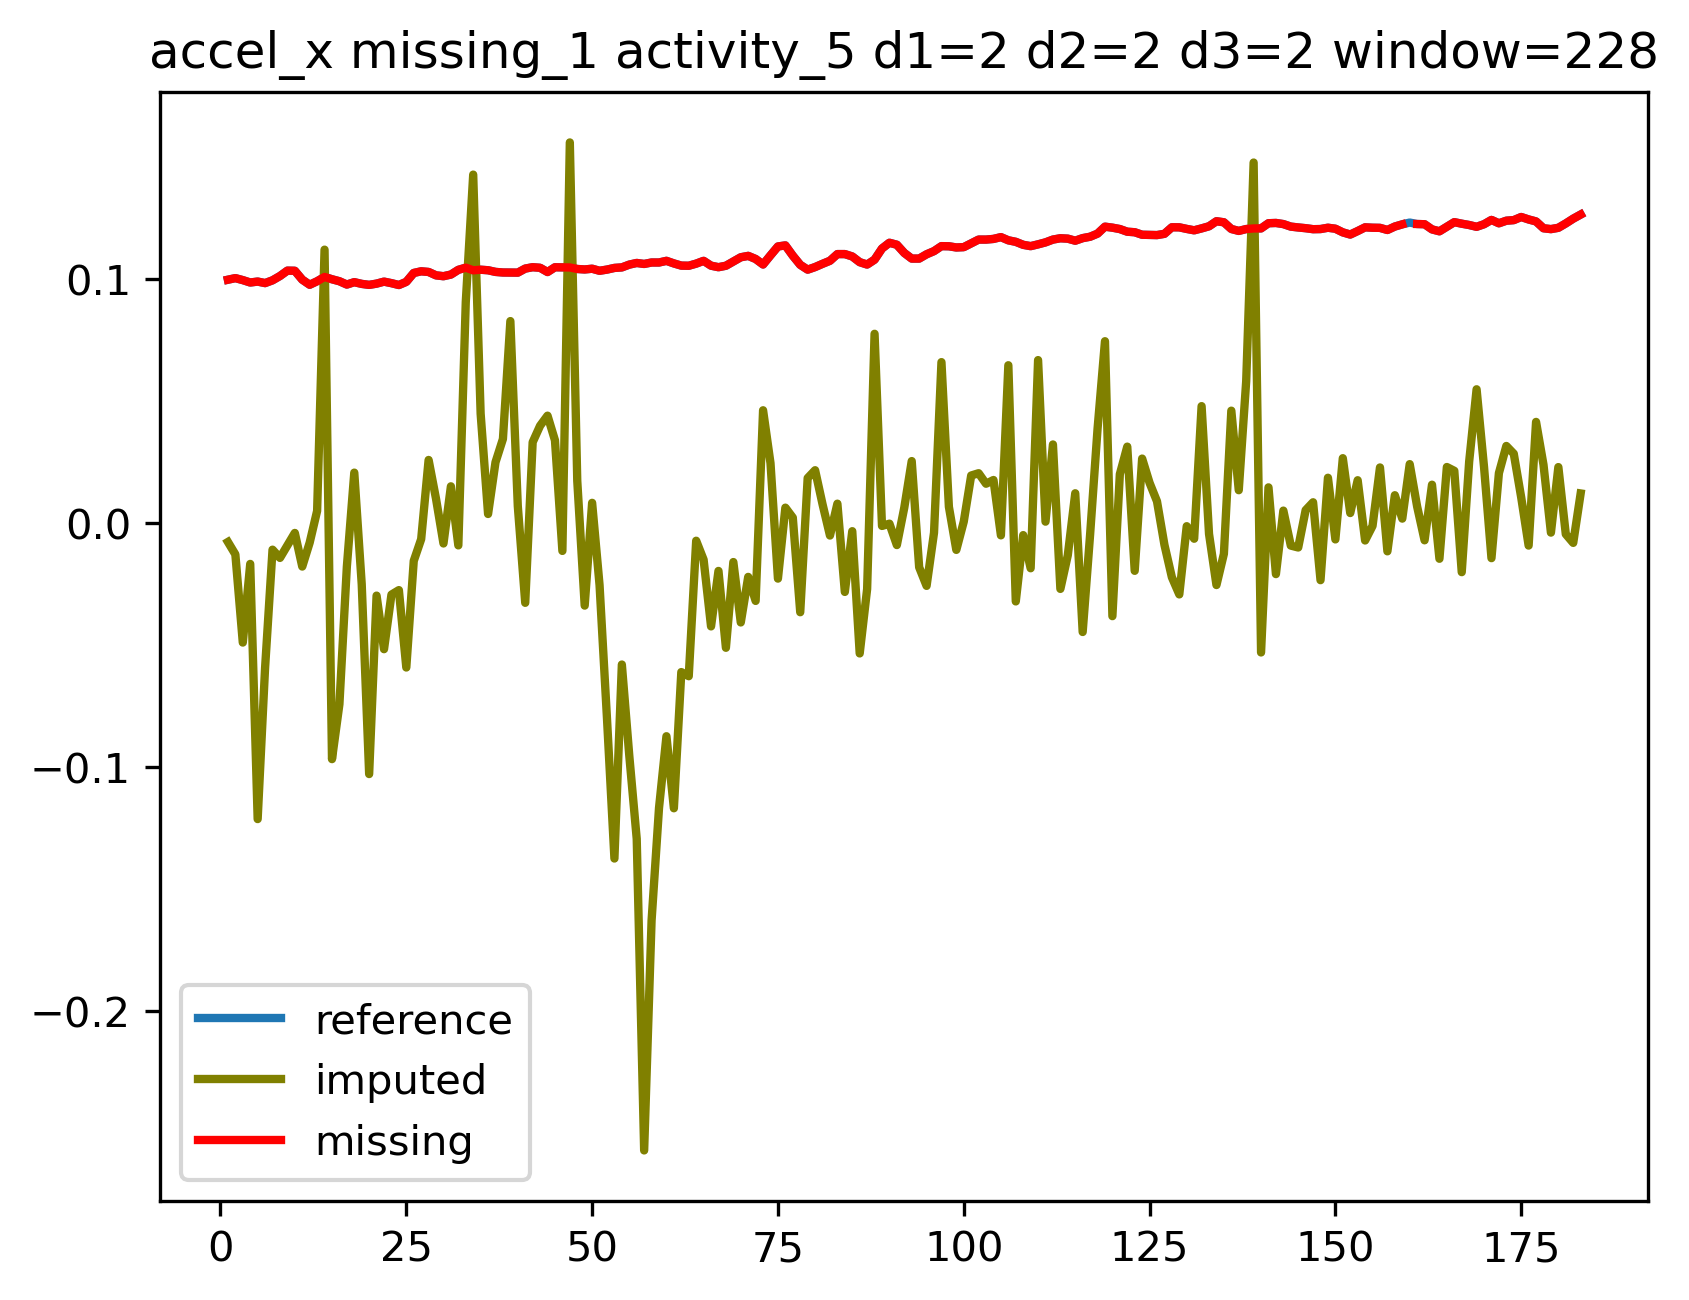 accel_x missing_1 activity_5 d1=2 d2=2 d3=2 window=228
0.1
0.0
−0.1
−0.2
reference
imputed
missing
0 25 50 75 100 125 150 175